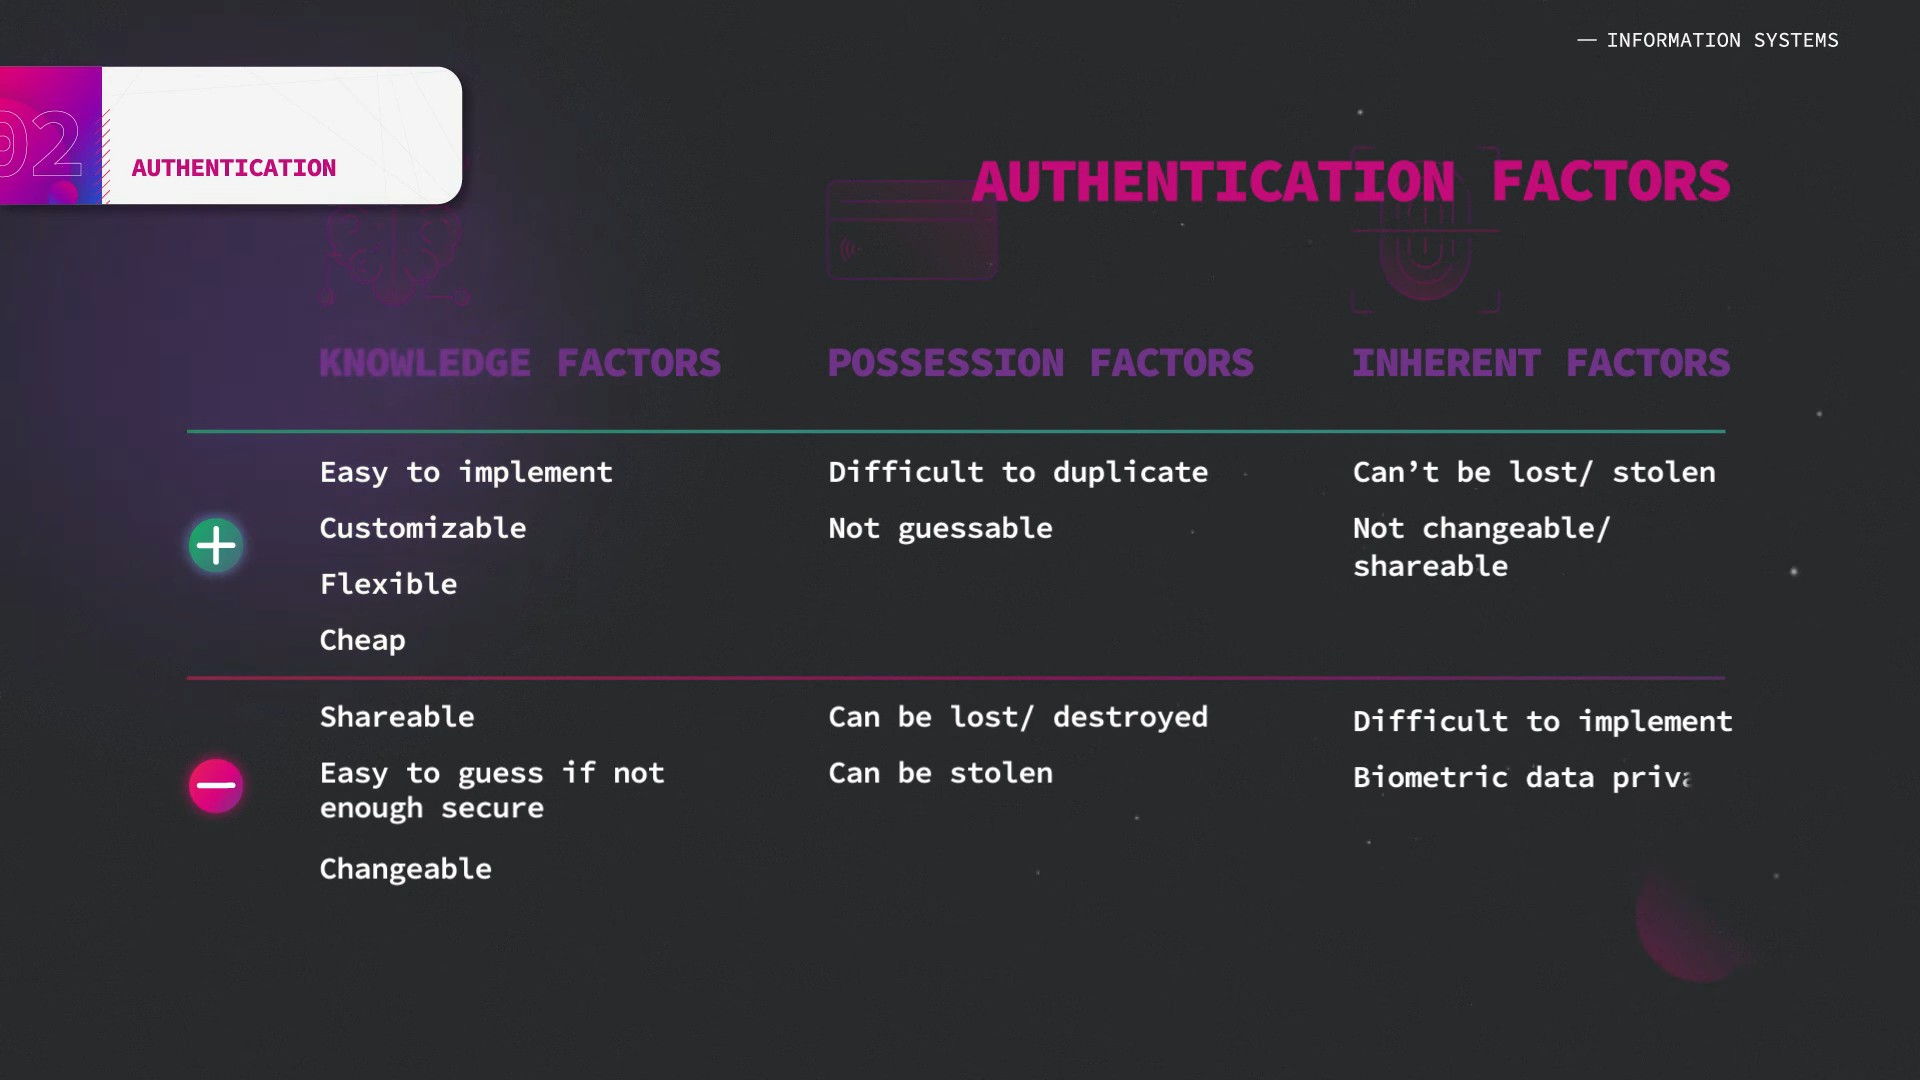 — INFORMATION SYSTEMS
02
AUTHENTICATION
AUTHENTICATION FACTORS
KNOWLEDGE FACTORS
POSSESSION FACTORS
INHERENT FACTORS
Easy to implement
Customizable
Flexible
Cheap
Difficult to duplicate
Not guessable
Can’t be lost/ stolen
Not changeable/
shareable
Shareable
Easy to guess if not
enough secure
Changeable
Can be lost/ destroyed
Can be stolen
Difficult to implement
Biometric data priva